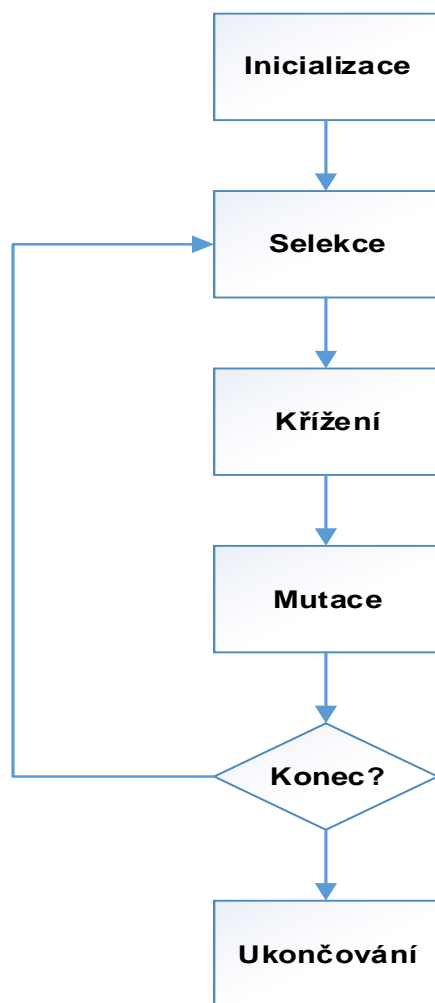 Inicializace
Selekce
Křížení
Mutace
Konec?
Ukončování